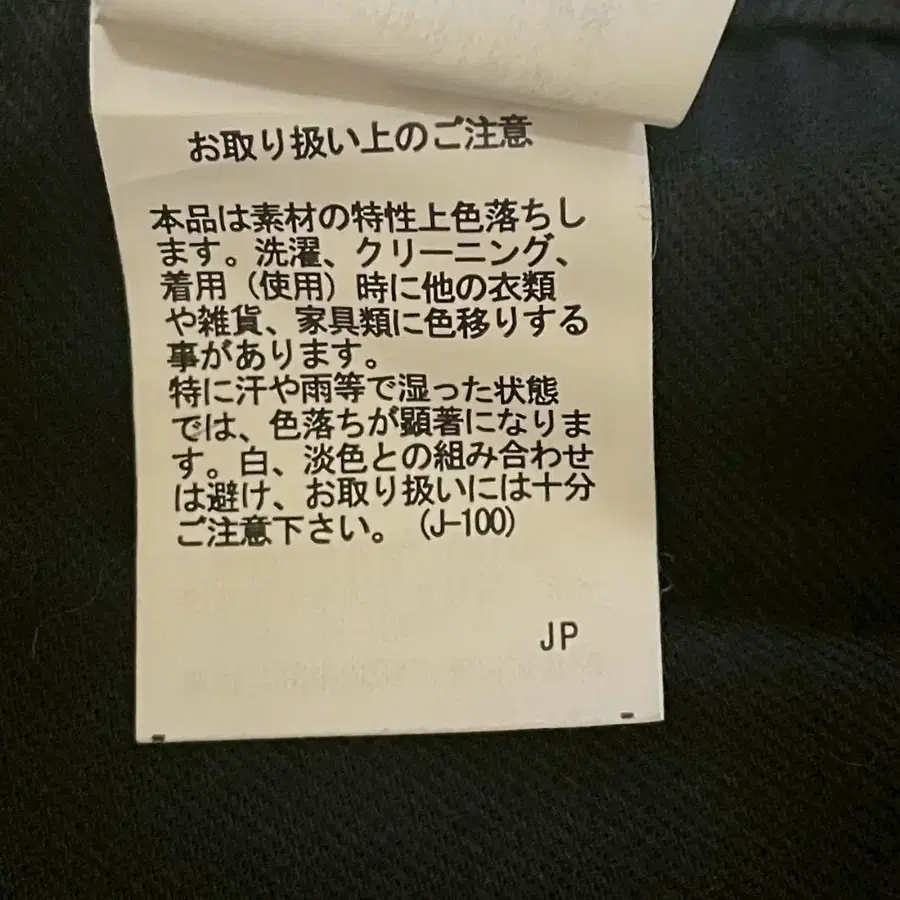 お取り扱い上のご注意
本品は素材の特性上色落ちし
ます。洗濯、クリーニング、
着用（使用）時に他の衣類
や雑貨、家具類に色移りする
事があります。
特に汗や雨等で湿った状態
では、色落ちが顕著になりま
す。白、淡色との組み合わせ
は避け、お取り扱いには十分
ご注意下さい。(J-100)
JP